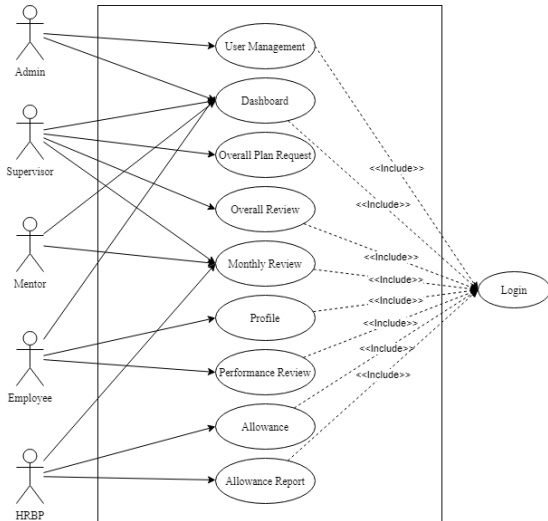 Admin
Supervisor
Mentor
Employee
HRBP
User Management
Dashboard
Overall Plan Request
Overall Review
Monthly Review
Profile
Performance Review
Allowance
Allowance Report
<<Include>>
<<Include>>
<<Include>>
<<Include>>
<<Include>>
<<Include>>
<<Include>>
<<Include>>
Login